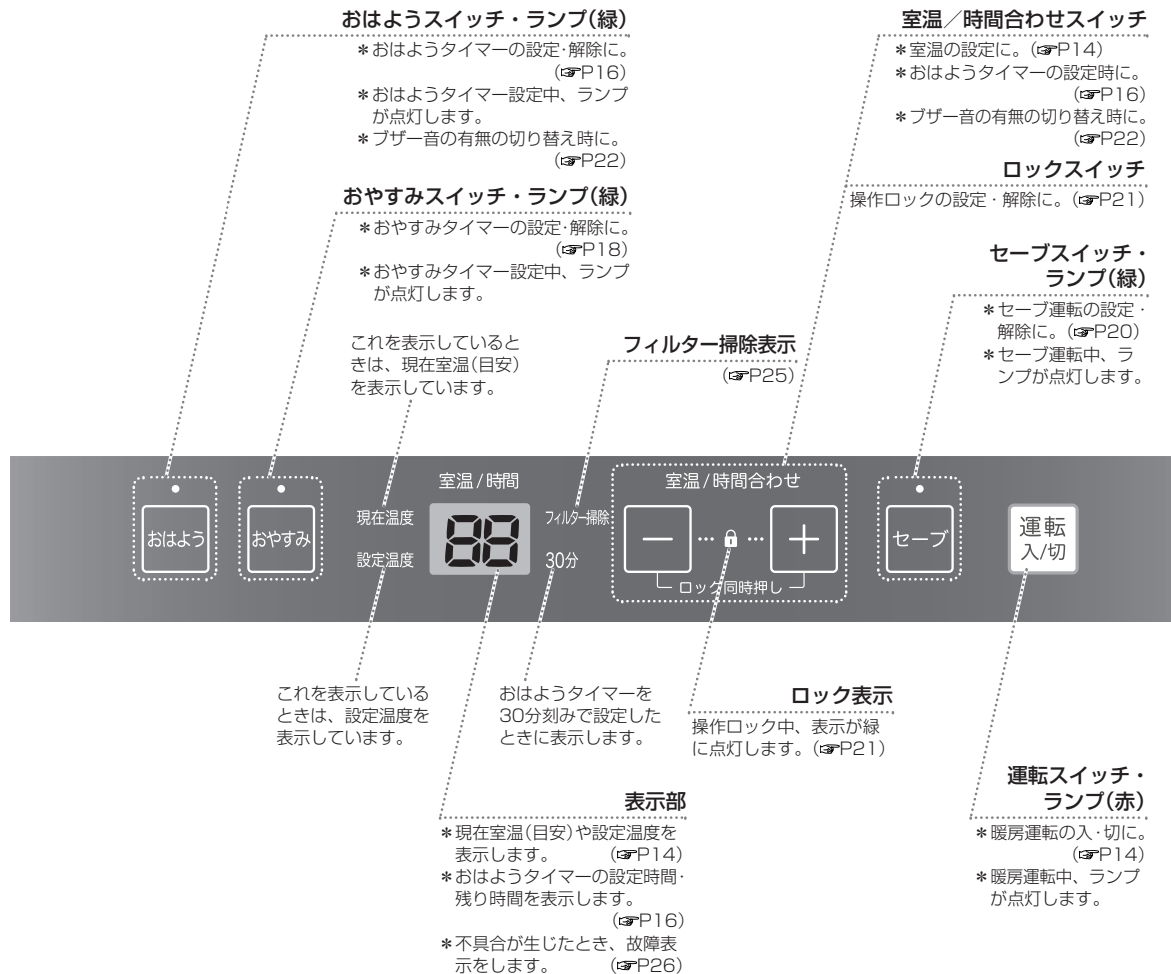 おはようスイッチ・ランプ(緑)
＊おはようタイマーの設定・解除に。
(☞P16)
＊おはようタイマー設定中、ランプ
が点灯します。
＊ブザー音の有無の切り替え時に。
(☞P22)
おやすみスイッチ・ランプ(緑)
＊おやすみタイマーの設定・解除に。
(☞P18)
＊おやすみタイマー設定中、ランプ
が点灯します。
これを表示していると
きは、現在室温(目安)
を表示しています。
フィルター掃除表示
(☞P25)
室温／時間合わせスイッチ
＊室温の設定に。(☞P14)
＊おはようタイマーの設定時に。
(☞P16)
＊ブザー音の有無の切り替え時に。
(☞P22)
ロックスイッチ
操作ロックの設定・解除に。(☞P21)
セーブスイッチ・
ランプ(緑)
＊セーブ運転の設定・
解除に。(☞P20)
＊セーブ運転中、ラ
ンプが点灯します。
おはよう
おやすみ
現在温度
設定温度
室温/時間
88
フィルター掃除
30分
室温/時間合わせ
－ … … ＋
ロック同時押し
セーブ
運転
入/切
これを表示している
ときは、設定温度を
表示しています。
おはようタイマーを
30分刻みで設定した
ときに表示します。
ロック表示
操作ロック中、表示が緑
に点灯します。(☞P21)
表示部
＊現在室温(目安)や設定温度を
表示します。 (☞P14)
＊おはようタイマーの設定時間・
残り時間を表示します。
(☞P16)
＊不具合が生じたとき、故障表
示をします。 (☞P26)
運転スイッチ・
ランプ(赤)
＊暖房運転の入・切に。
(☞P14)
＊暖房運転中、ランプ
が点灯します。